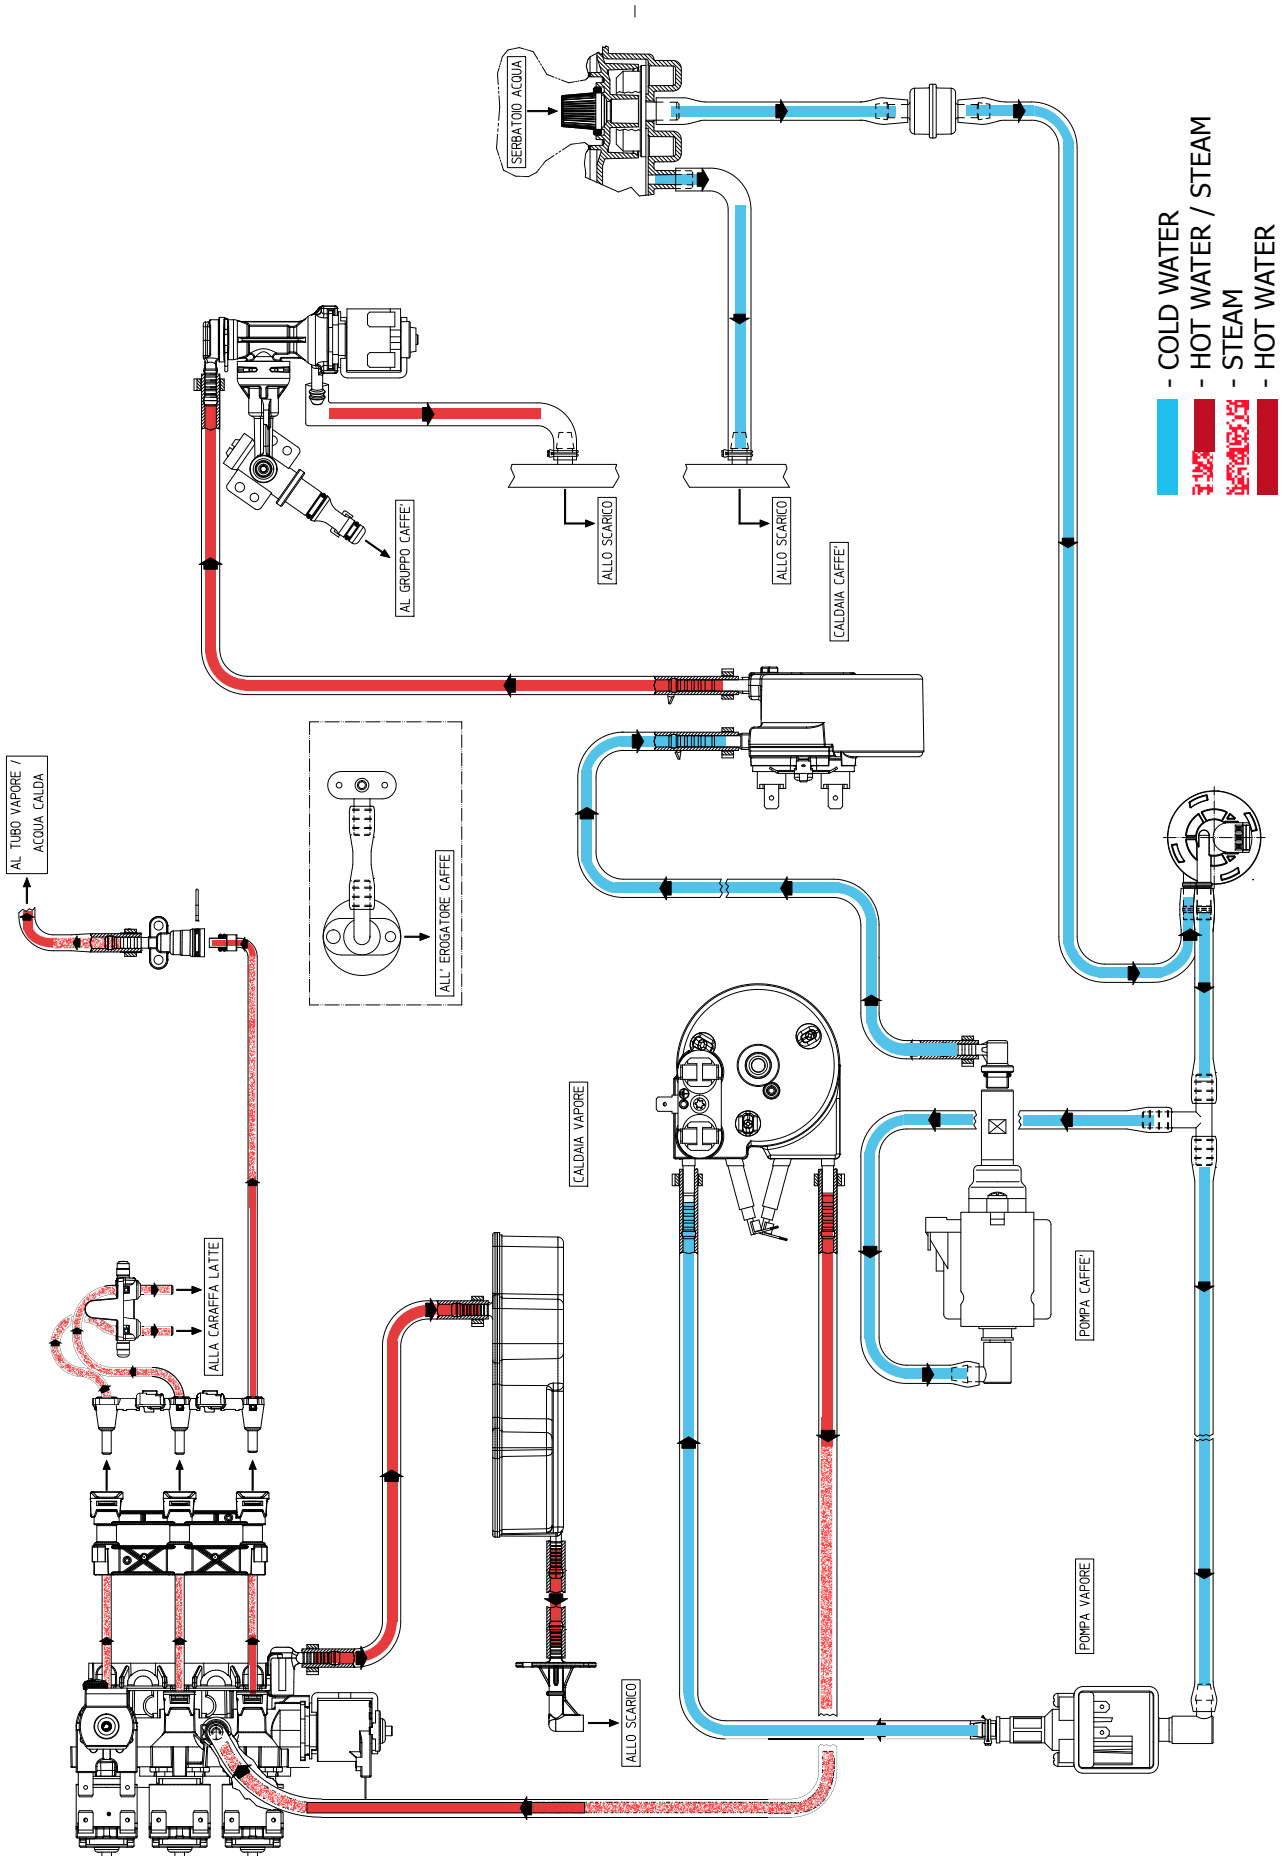 SERBATOIO ACQUA
- COLD WATER
- HOT WATER / STEAM
- STEAM
- HOT WATER
AL GRUPPO CAFFE'
ALLO SCARICO
ALLO SCARICO
CALDAIA CAFFE'
AL TUBO VAPORE /
ACQUA CALDA
ALL' EROGATORE CAFFE
CALDAIA VAPORE
ALLA CARAFFA LATTE
POMPA CAFFE'
POMPA VAPORE
ALLO SCARICO